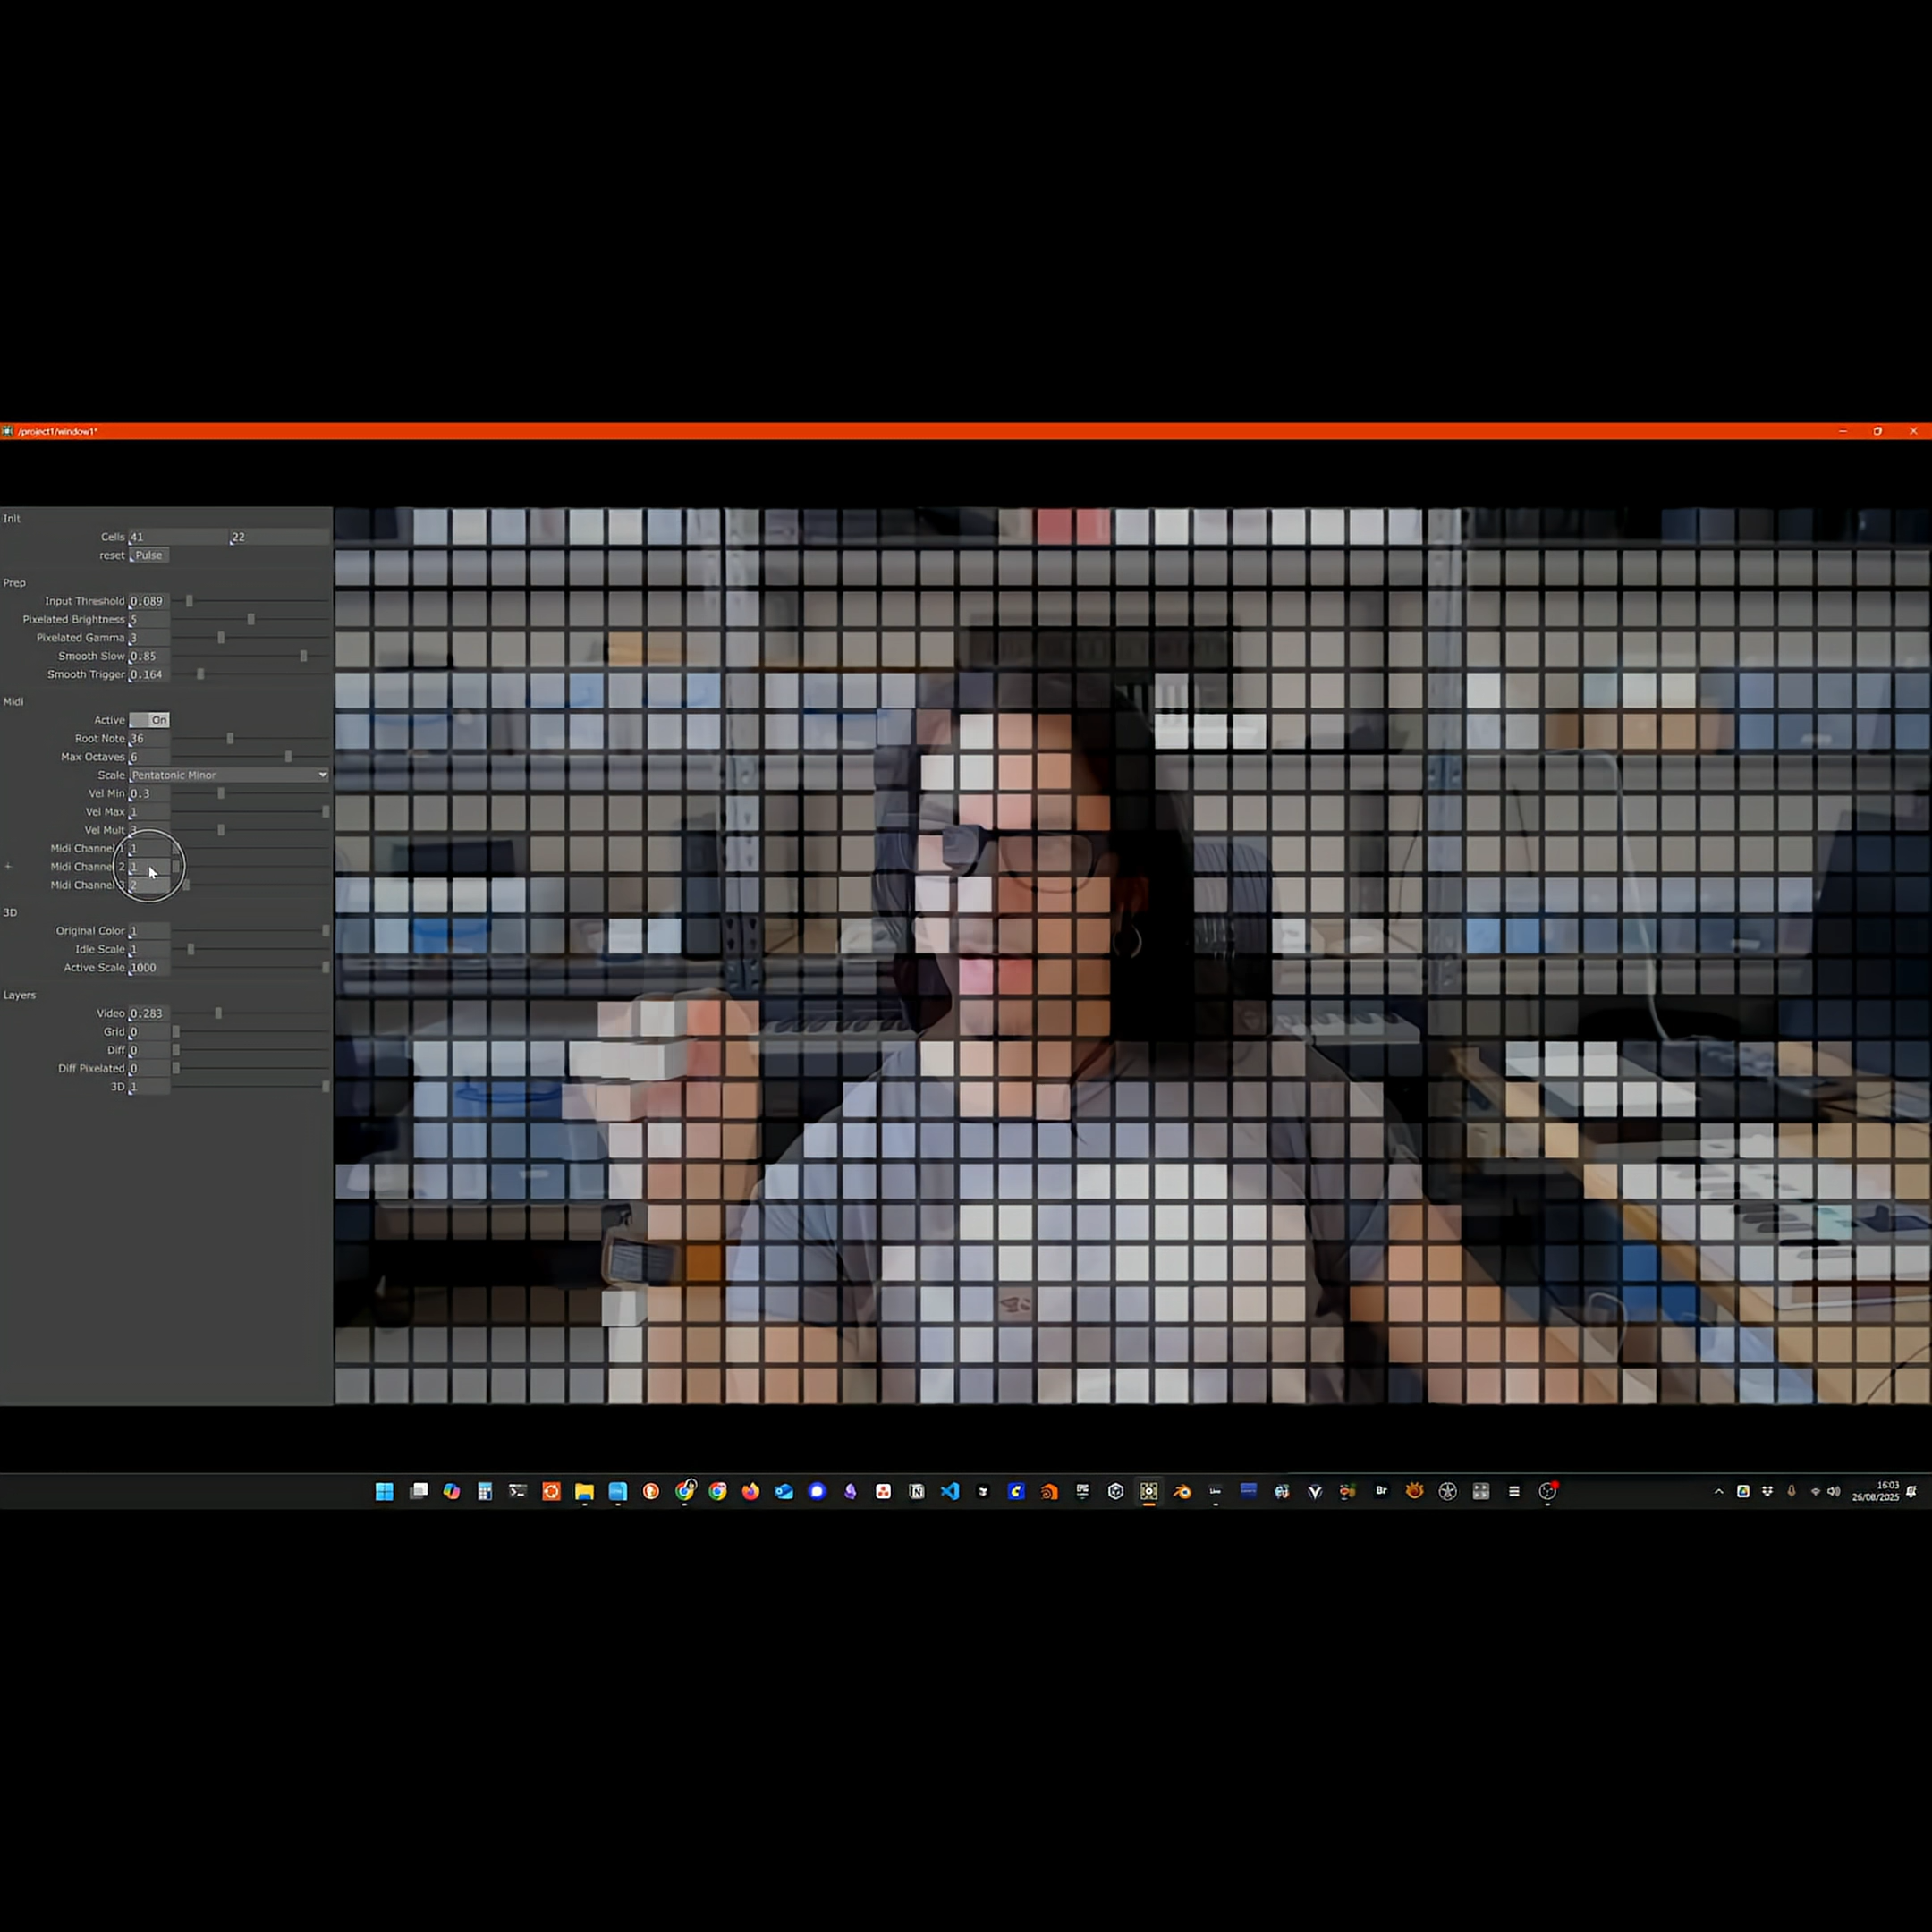 /project1/window1*
Init
Cells 41 22
reset Pulse
Prep
Input Threshold 0.089
Pixelated Brightness 5
Pixelated Gamma 3
Smooth Slow 0.85
Smooth Trigger 0.164
Midi
Active On
Root Note 36
Max Octaves 6
Scale Pentatonic Minor
Vel Min 0.3
Vel Max 1
Vel Mult 3
Midi Channel 1 1
Midi Channel 2 1
Midi Channel 3 2
3D
Original Color 1
Idle Scale 1
Active Scale 1000
Layers
Video 0.283
Grid 0
Diff 0
Diff Pixelated 0
3D 1
Live
Br
16:03
26/08/2025